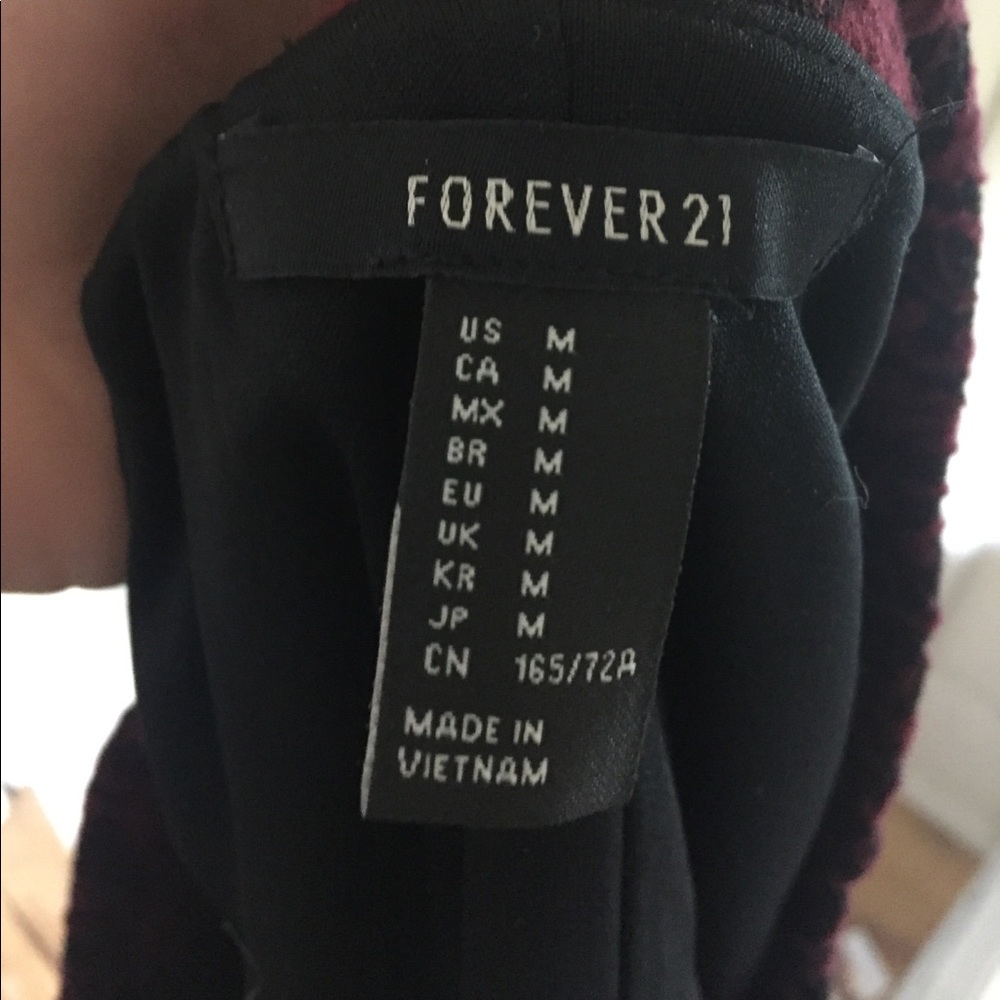 FOREVER 21
US M
CA M
MX M
BR M
EU M
UK M
KR M
JP M
CN 165/72A
MADE IN
VIETNAM